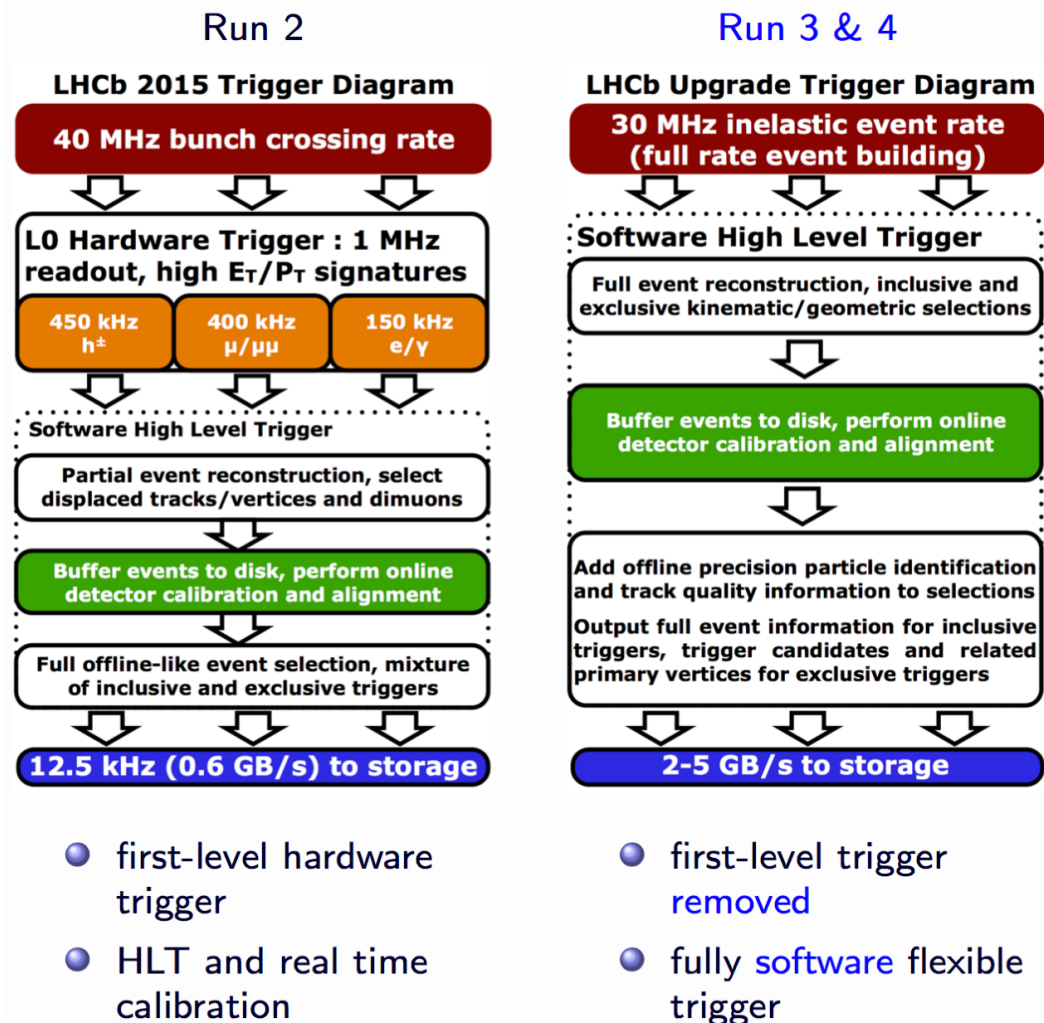 Run 2
LHCb 2015 Trigger Diagram
40 MHz bunch crossing rate
L0 Hardware Trigger : 1 MHz
readout, high Eᴛ/Pᴛ signatures
450 kHz
h±
400 kHz
μ/μμ
150 kHz
e/γ
Software High Level Trigger
Partial event reconstruction, select
displaced tracks/vertices and dimuons
Buffer events to disk, perform online
detector calibration and alignment
Full offline-like event selection, mixture
of inclusive and exclusive triggers
12.5 kHz (0.6 GB/s) to storage
first-level hardware
trigger
HLT and real time
calibration
Run 3 & 4
LHCb Upgrade Trigger Diagram
30 MHz inelastic event rate
(full rate event building)
Software High Level Trigger
Full event reconstruction, inclusive and
exclusive kinematic/geometric selections
Buffer events to disk, perform online
detector calibration and alignment
Add offline precision particle identification
and track quality information to selections
Output full event information for inclusive
triggers, trigger candidates and related
primary vertices for exclusive triggers
2-5 GB/s to storage
first-level trigger
removed
fully software flexible
trigger